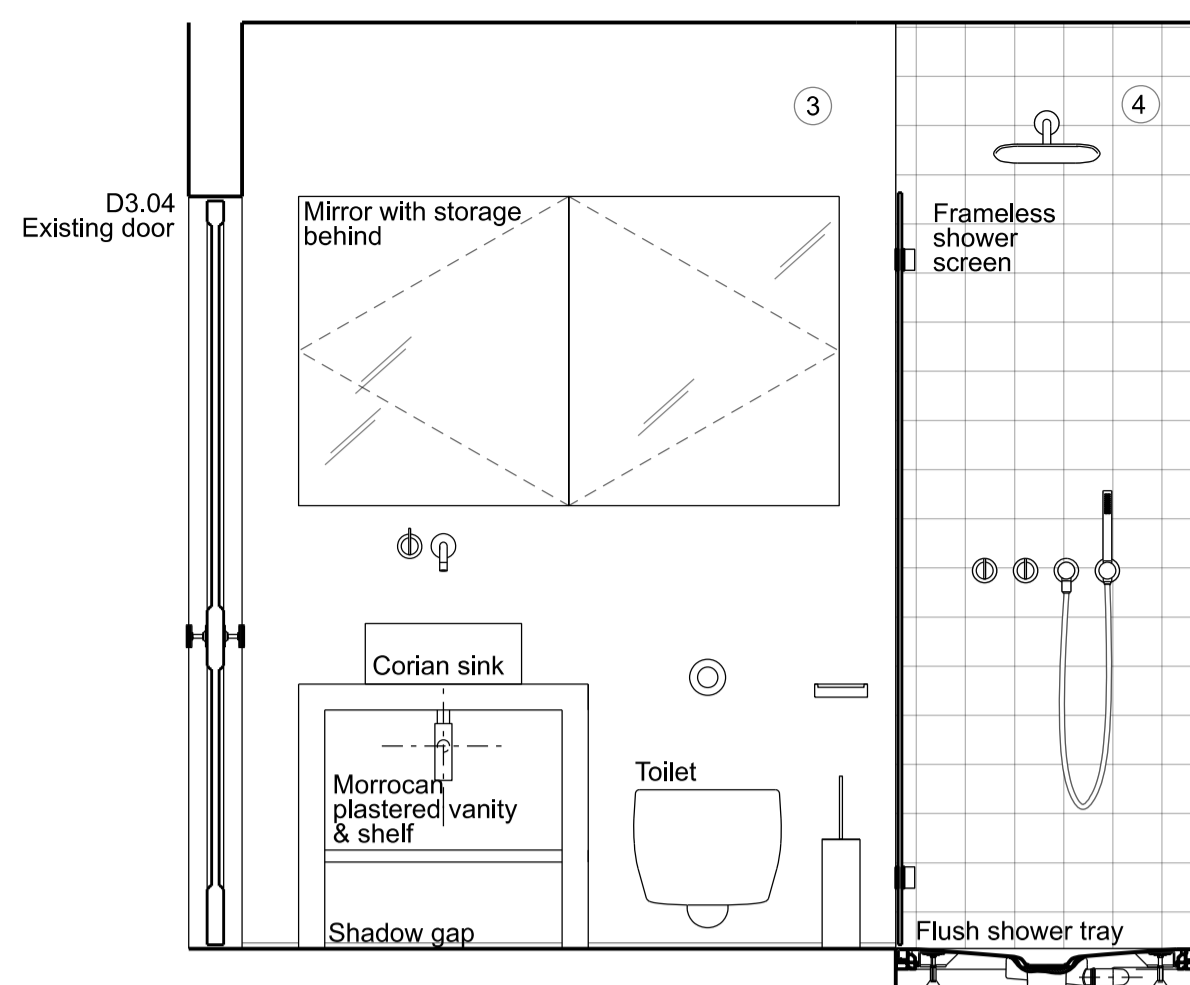 3
4
D3.04
Existing door
Mirror with storage
behind
Frameless
shower
screen
Corian sink
Toilet
Morrocan
plastered vanity
& shelf
Shadow gap
Flush shower tray